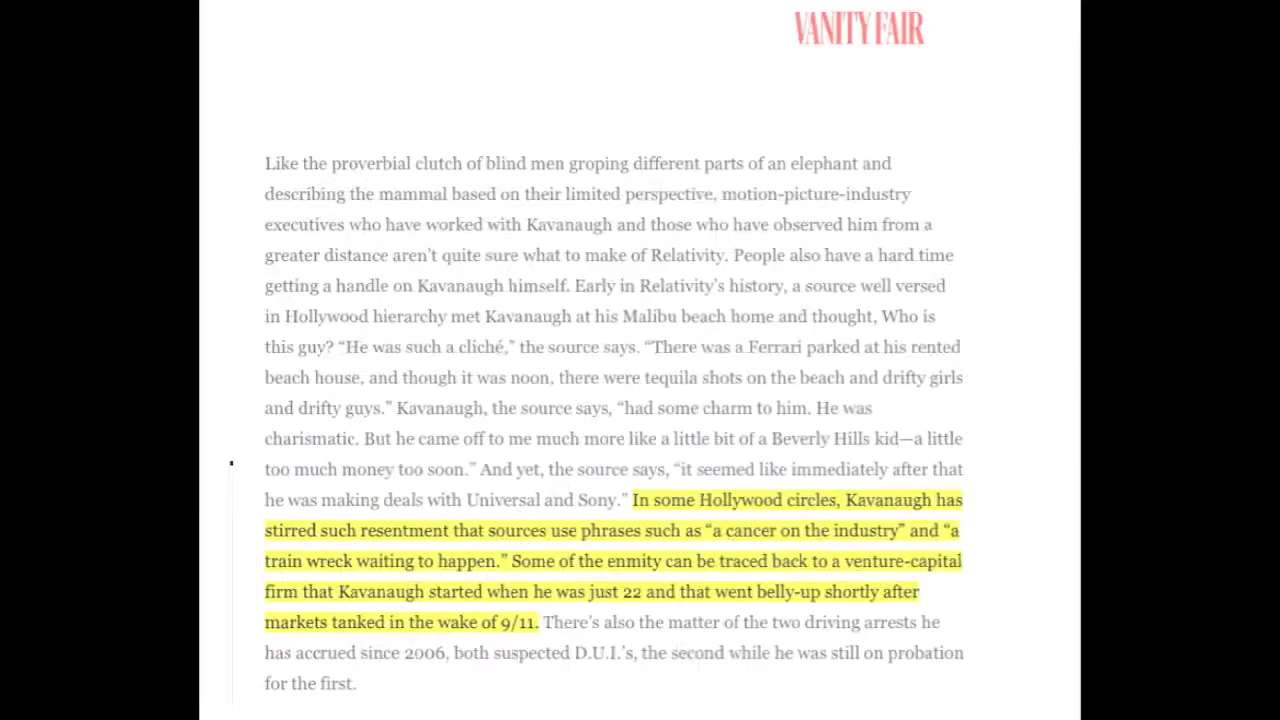 VANITY FAIR
Like the proverbial clutch of blind men groping different parts of an elephant and
describing the mammal based on their limited perspective, motion-picture-industry
executives who have worked with Kavanaugh and those who have observed him from a
greater distance aren’t quite sure what to make of Relativity. People also have a hard time
getting a handle on Kavanaugh himself. Early in Relativity’s history, a source well versed
in Hollywood hierarchy met Kavanaugh at his Malibu beach home and thought, Who is
this guy? “He was such a cliché,” the source says. “There was a Ferrari parked at his rented
beach house, and though it was noon, there were tequila shots on the beach and drifty girls
and drifty guys.” Kavanaugh, the source says, “had some charm to him. He was
charismatic. But he came off to me much more like a little bit of a Beverly Hills kid—a little
too much money too soon.” And yet, the source says, “it seemed like immediately after that
he was making deals with Universal and Sony.” In some Hollywood circles, Kavanaugh has
stirred such resentment that sources use phrases such as “a cancer on the industry” and “a
train wreck waiting to happen.” Some of the enmity can be traced back to a venture-capital
firm that Kavanaugh started when he was just 22 and that went belly-up shortly after
markets tanked in the wake of 9/11. There’s also the matter of the two driving arrests he
has accrued since 2006, both suspected D.U.I.’s, the second while he was still on probation
for the first.